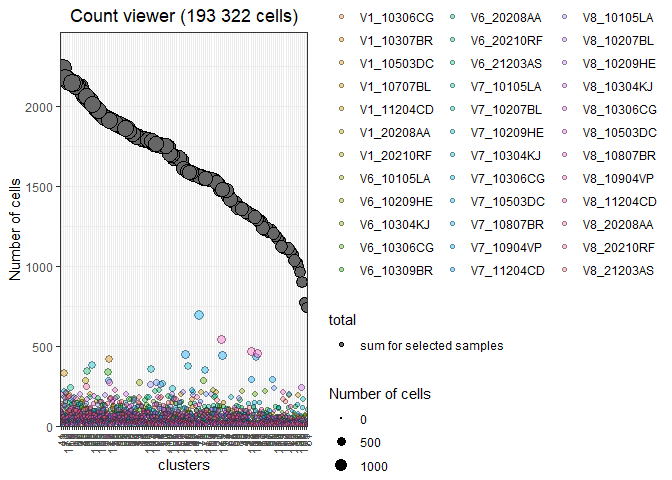 Count viewer (193 322 cells)
Number of cells
2000
1500
1000
500
0
clusters
V1_10306CG V6_20208AA V8_10105LA
V1_10307BR V6_20210RF V8_10207BL
V1_10503DC V6_21203AS V8_10209HE
V1_10707BL V7_10105LA V8_10304KJ
V1_11204CD V7_10207BL V8_10306CG
V1_20208AA V7_10209HE V8_10503DC
V1_20210RF V7_10304KJ V8_10807BR
V6_10105LA V7_10306CG V8_10904VP
V6_10209HE V7_10503DC V8_11204CD
V6_10304KJ V7_10807BR V8_20208AA
V6_10306CG V7_10904VP V8_20210RF
V6_10309BR V7_11204CD V8_21203AS
total
sum for selected samples
Number of cells
0
500
1000